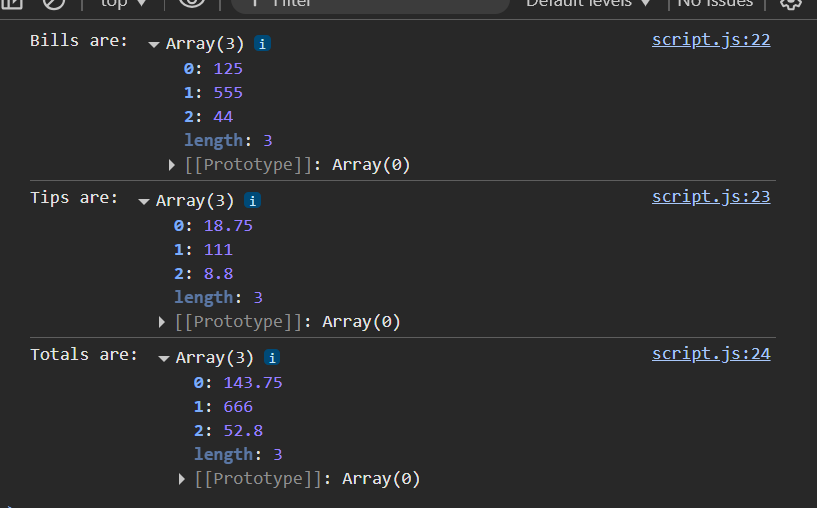 top ▼ Filter Default levels ▼ No Issues
Bills are: ▼ Array(3) i script.js:22
0: 125
1: 555
2: 44
length: 3
▶ [[Prototype]]: Array(0)
Tips are: ▼ Array(3) i script.js:23
0: 18.75
1: 111
2: 8.8
length: 3
▶ [[Prototype]]: Array(0)
Totals are: ▼ Array(3) i script.js:24
0: 143.75
1: 666
2: 52.8
length: 3
▶ [[Prototype]]: Array(0)